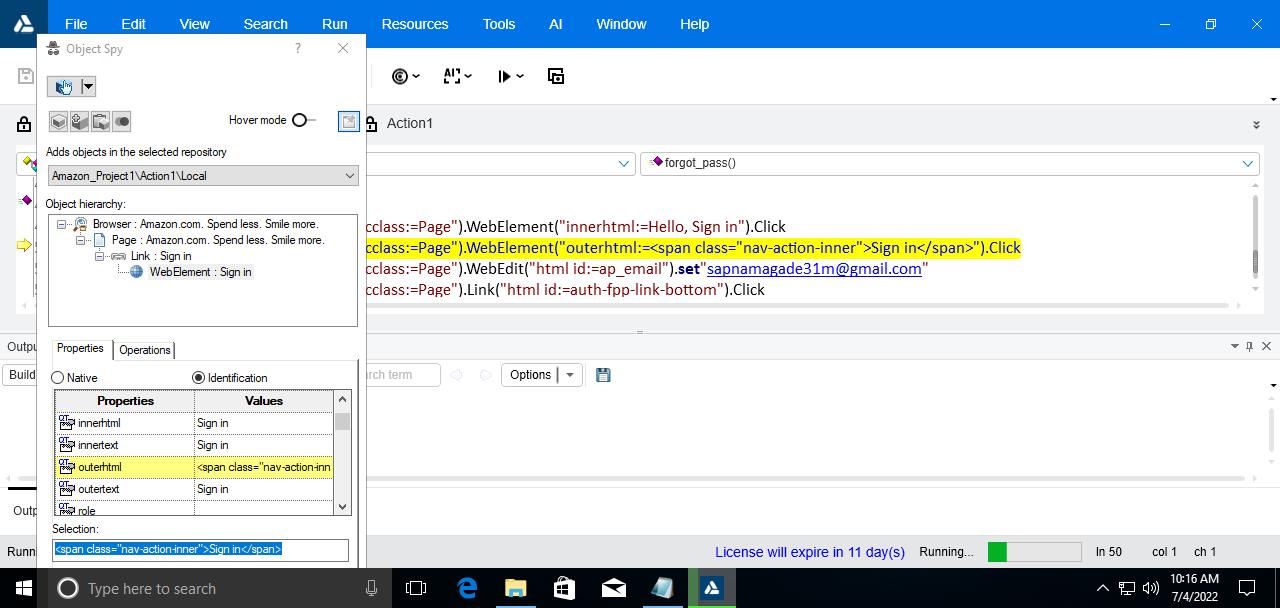 File Edit View Search Run Resources Tools AI Window Help
Object Spy ?
Hover mode
Action1
Adds objects in the selected repository
Amazon_Project1\Action1\Local
forgot_pass()
Object hierarchy:
Browser : Amazon.com. Spend less. Smile more.
Page : Amazon.com. Spend less. Smile more.
Link : Sign in
WebElement : Sign in
cclass:=Page").WebElement("innerhtml:=Hello, Sign in").Click
cclass:=Page").WebElement("outerhtml:=<span class="nav-action-inner">Sign in</span>").Click
cclass:=Page").WebEdit("html id:=ap_email").set"sapnamagade31m@gmail.com"
cclass:=Page").Link("html id:=auth-fpp-link-bottom").Click
Outpu
Properties Operations
Build
Native Identification
rch term
Options
Properties Values
innerhtml Sign in
innertext Sign in
outerhtml <span class="nav-action-inn
outertext Sign in
role
Outp
Selection:
<span class="nav-action-inner">Sign in</span>
Runn
License will expire in 11 day(s) Running... ln 50 col 1 ch 1
Type here to search
10:16 AM
7/4/2022